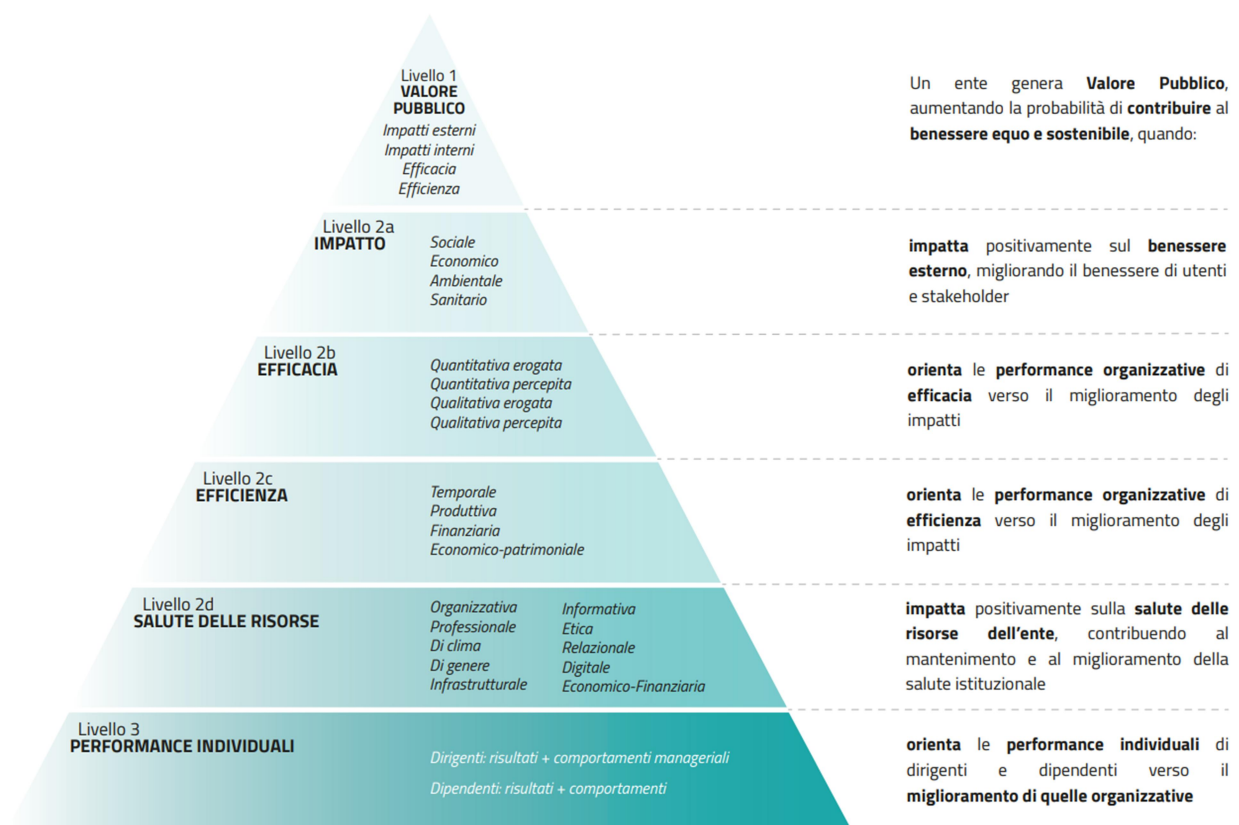 Livello 1
VALORE
PUBBLICO
Impatti esterni
Impatti interni
Efficacia
Efficienza
Un ente genera Valore Pubblico,
aumentando la probabilità di contribuire al
benessere equo e sostenibile, quando:
Livello 2a
IMPATTO
Sociale
Economico
Ambientale
Sanitario
impatta positivamente sul benessere
esterno, migliorando il benessere di utenti
e stakeholder
Livello 2b
EFFICACIA
Quantitativa erogata
Quantitativa percepita
Qualitativa erogata
Qualitativa percepita
orienta le performance organizzative di
efficacia verso il miglioramento degli
impatti
Livello 2c
EFFICIENZA
Temporale
Produttiva
Finanziaria
Economico-patrimoniale
orienta le performance organizzative di
efficienza verso il miglioramento degli
impatti
Livello 2d
SALUTE DELLE RISORSE
Organizzativa
Professionale
Di clima
Di genere
Infrastrutturale
Informativa
Etica
Relazionale
Digitale
Economico-Finanziaria
impatta positivamente sulla salute delle
risorse dell'ente, contribuendo al
mantenimento e al miglioramento della
salute istituzionale
Livello 3
PERFORMANCE INDIVIDUALI
Dirigenti: risultati + comportamenti manageriali
Dipendenti: risultati + comportamenti
orienta le performance individuali di
dirigenti e dipendenti verso il
miglioramento di quelle organizzative